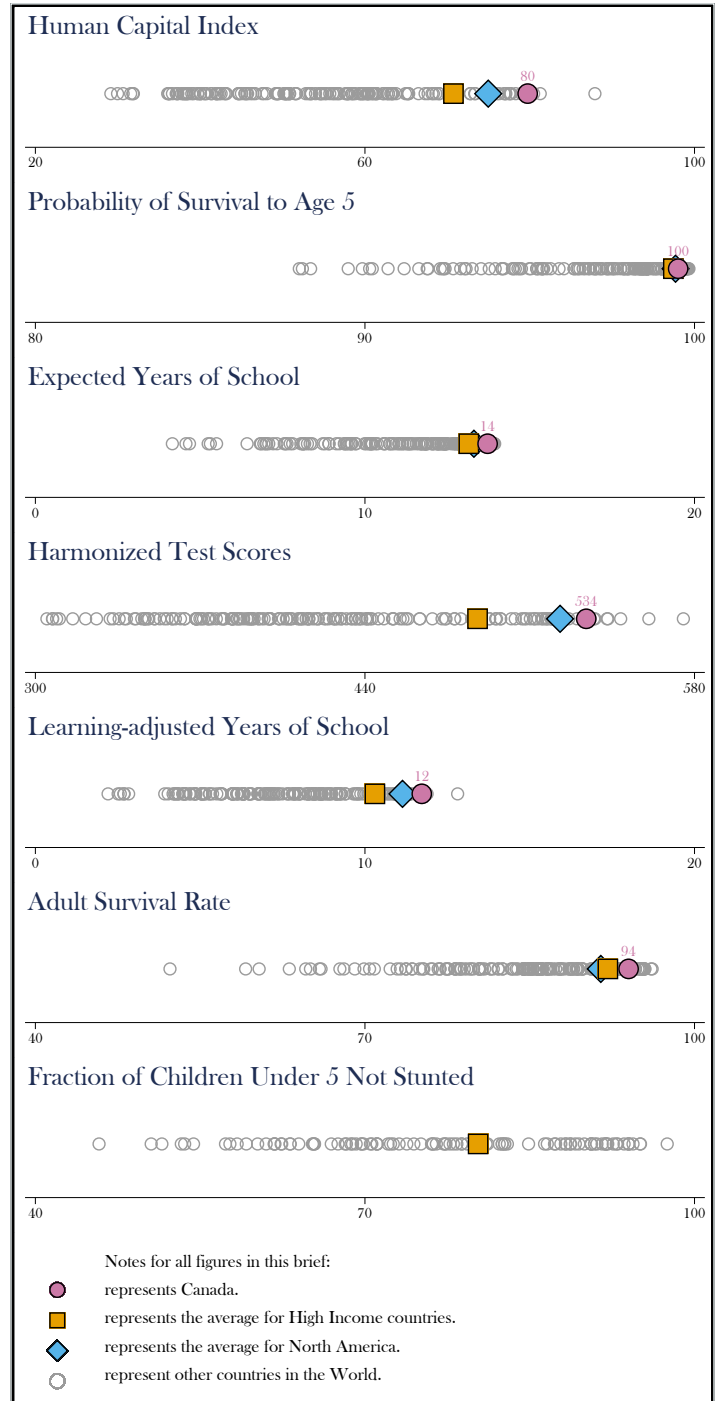 Human Capital Index
80
20 60 100
Probability of Survival to Age 5
100
80 90 100
Expected Years of School
14
0 10 20
Harmonized Test Scores
534
300 440 580
Learning-adjusted Years of School
12
0 10 20
Adult Survival Rate
94
40 70 100
Fraction of Children Under 5 Not Stunted
40 70 100
Notes for all figures in this brief:
represents Canada.
represents the average for High Income countries.
represents the average for North America.
represent other countries in the World.